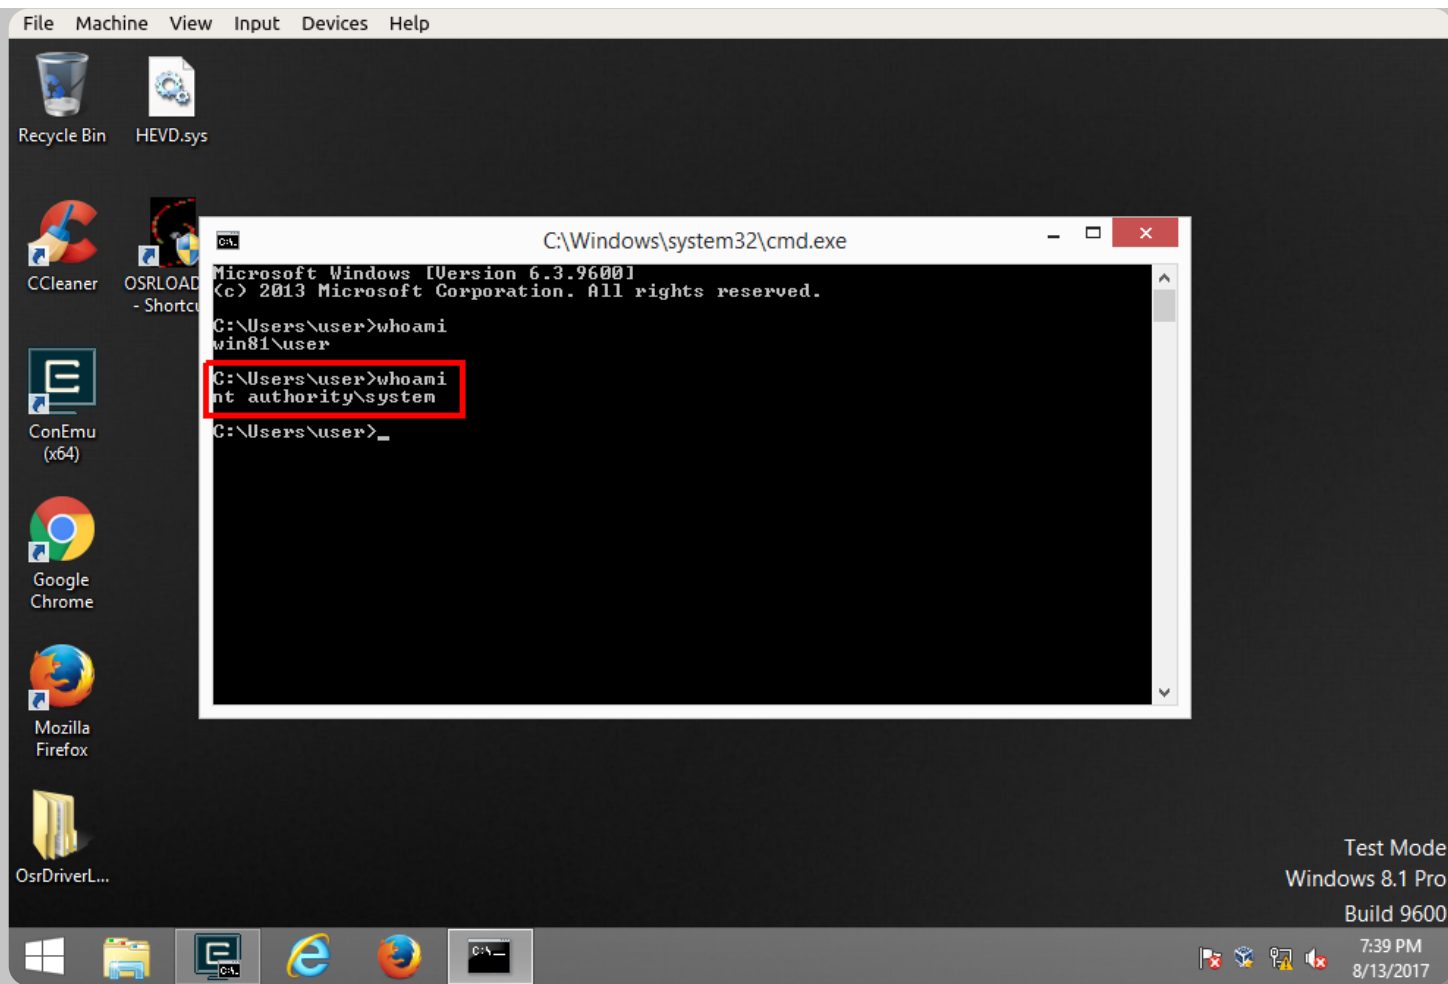 File Machine View Input Devices Help
Recycle Bin
HEVD.sys
CCleaner
OSRLOAD
- Shortcu
ConEmu
(x64)
Google
Chrome
Mozilla
Firefox
OsrDriverL...
C:\Windows\system32\cmd.exe
Microsoft Windows [Version 6.3.9600]
(c) 2013 Microsoft Corporation. All rights reserved.
C:\Users\user>whoami
win81\user
C:\Users\user>whoami
nt authority\system
C:\Users\user>_
Test Mode
Windows 8.1 Pro
Build 9600
7:39 PM
8/13/2017